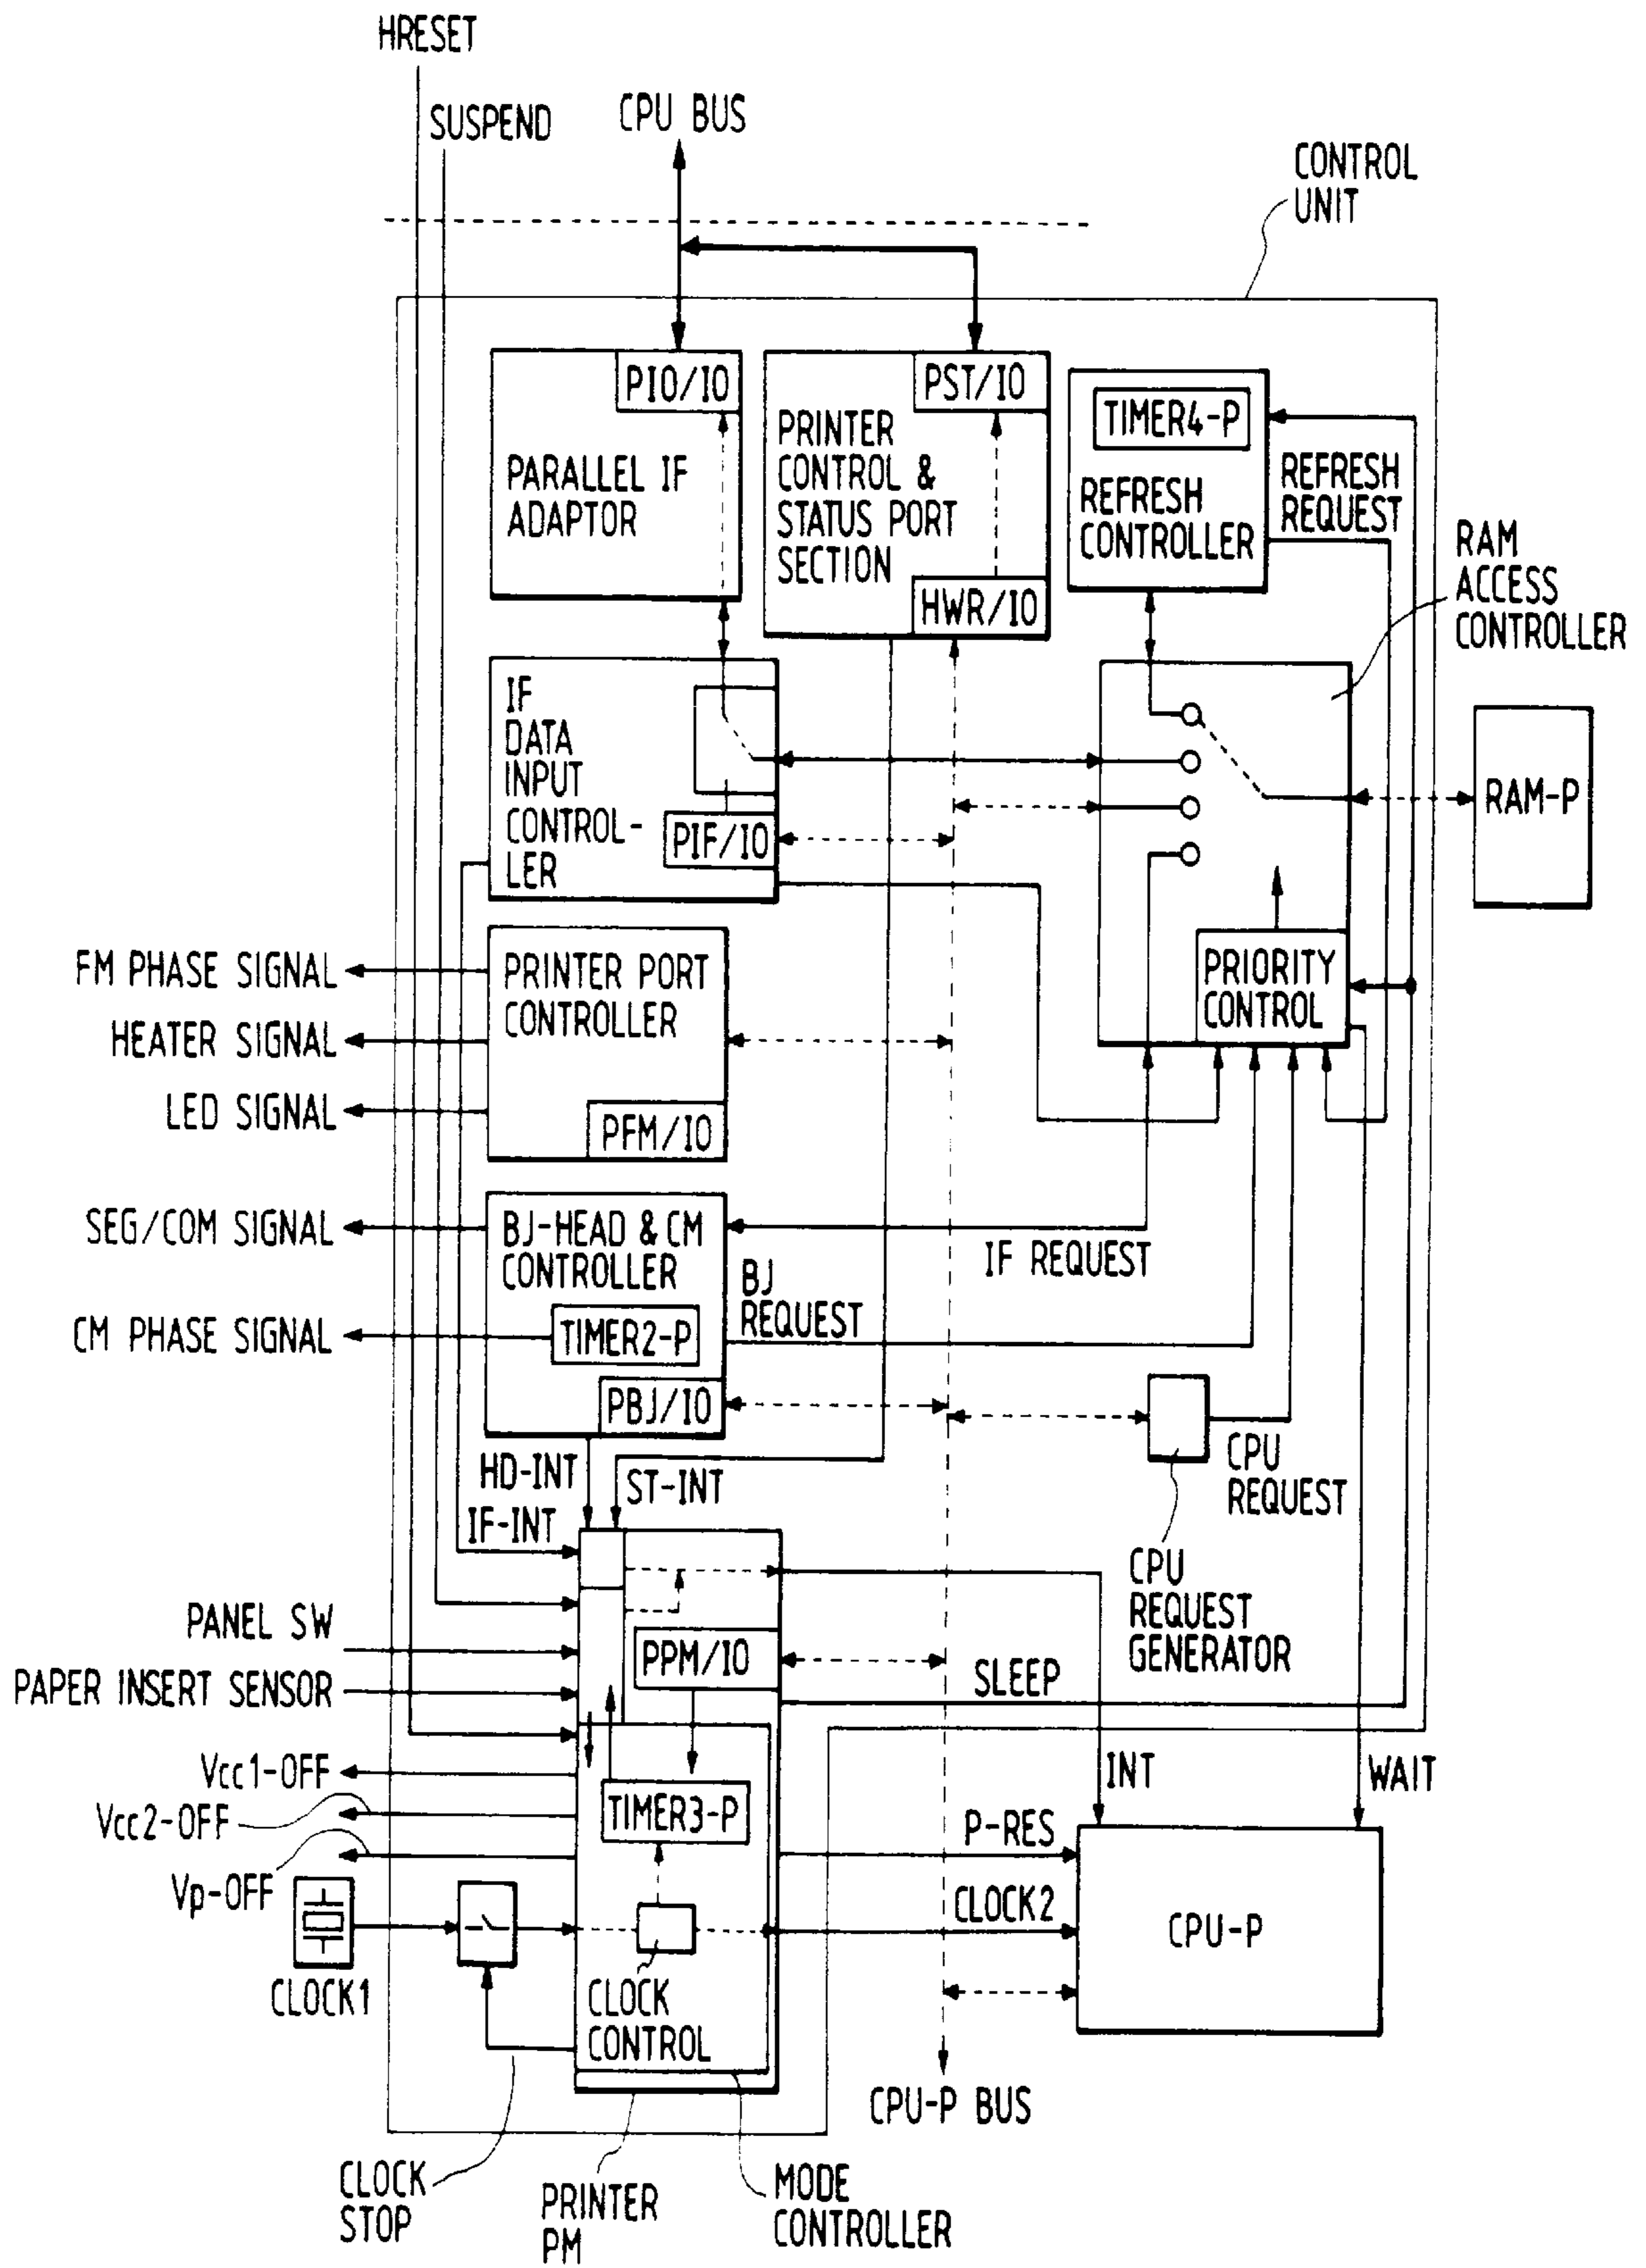 HRESET
SUSPEND
CPU BUS
CONTROL
UNIT
PIO/IO
PARALLEL IF
ADAPTOR
PST/IO
PRINTER
CONTROL &
STATUS PORT
SECTION
HWR/IO
TIMER4-P
REFRESH
CONTROLLER
REFRESH
REQUEST
RAM
ACCESS
CONTROLLER
IF
DATA
INPUT
CONTROL-
LER
PIF/IO
RAM-P
PRIORITY
CONTROL
FM PHASE SIGNAL
HEATER SIGNAL
LED SIGNAL
PRINTER PORT
CONTROLLER
PFM/IO
SEG/COM SIGNAL
CM PHASE SIGNAL
BJ-HEAD & CM
CONTROLLER
TIMER2-P
PBJ/IO
BJ
REQUEST
IF REQUEST
HD-INT
ST-INT
IF-INT
CPU
REQUEST
CPU
REQUEST
GENERATOR
PANEL SW
PAPER INSERT SENSOR
PPM/IO
SLEEP
Vcc1-OFF
Vcc2-OFF
Vp-OFF
TIMER3-P
INT
WAIT
P-RES
CLOCK2
CPU-P
CLOCK1
CLOCK
CONTROL
CPU-P BUS
CLOCK
STOP
PRINTER
PM
MODE
CONTROLLER